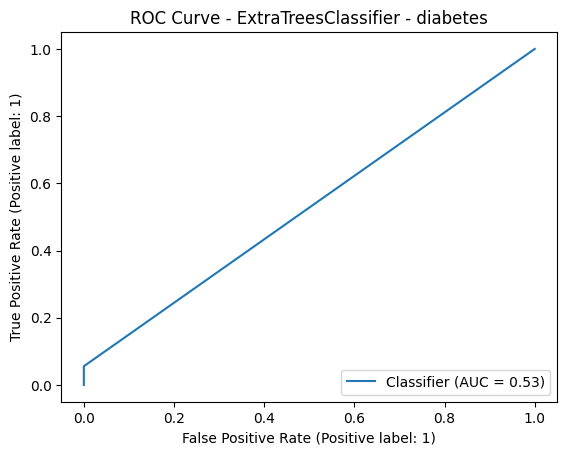 ROC Curve - ExtraTreesClassifier - diabetes
True Positive Rate (Positive label: 1)
1.0
0.8
0.6
0.4
0.2
0.0
Classifier (AUC = 0.53)
0.0 0.2 0.4 0.6 0.8 1.0
False Positive Rate (Positive label: 1)